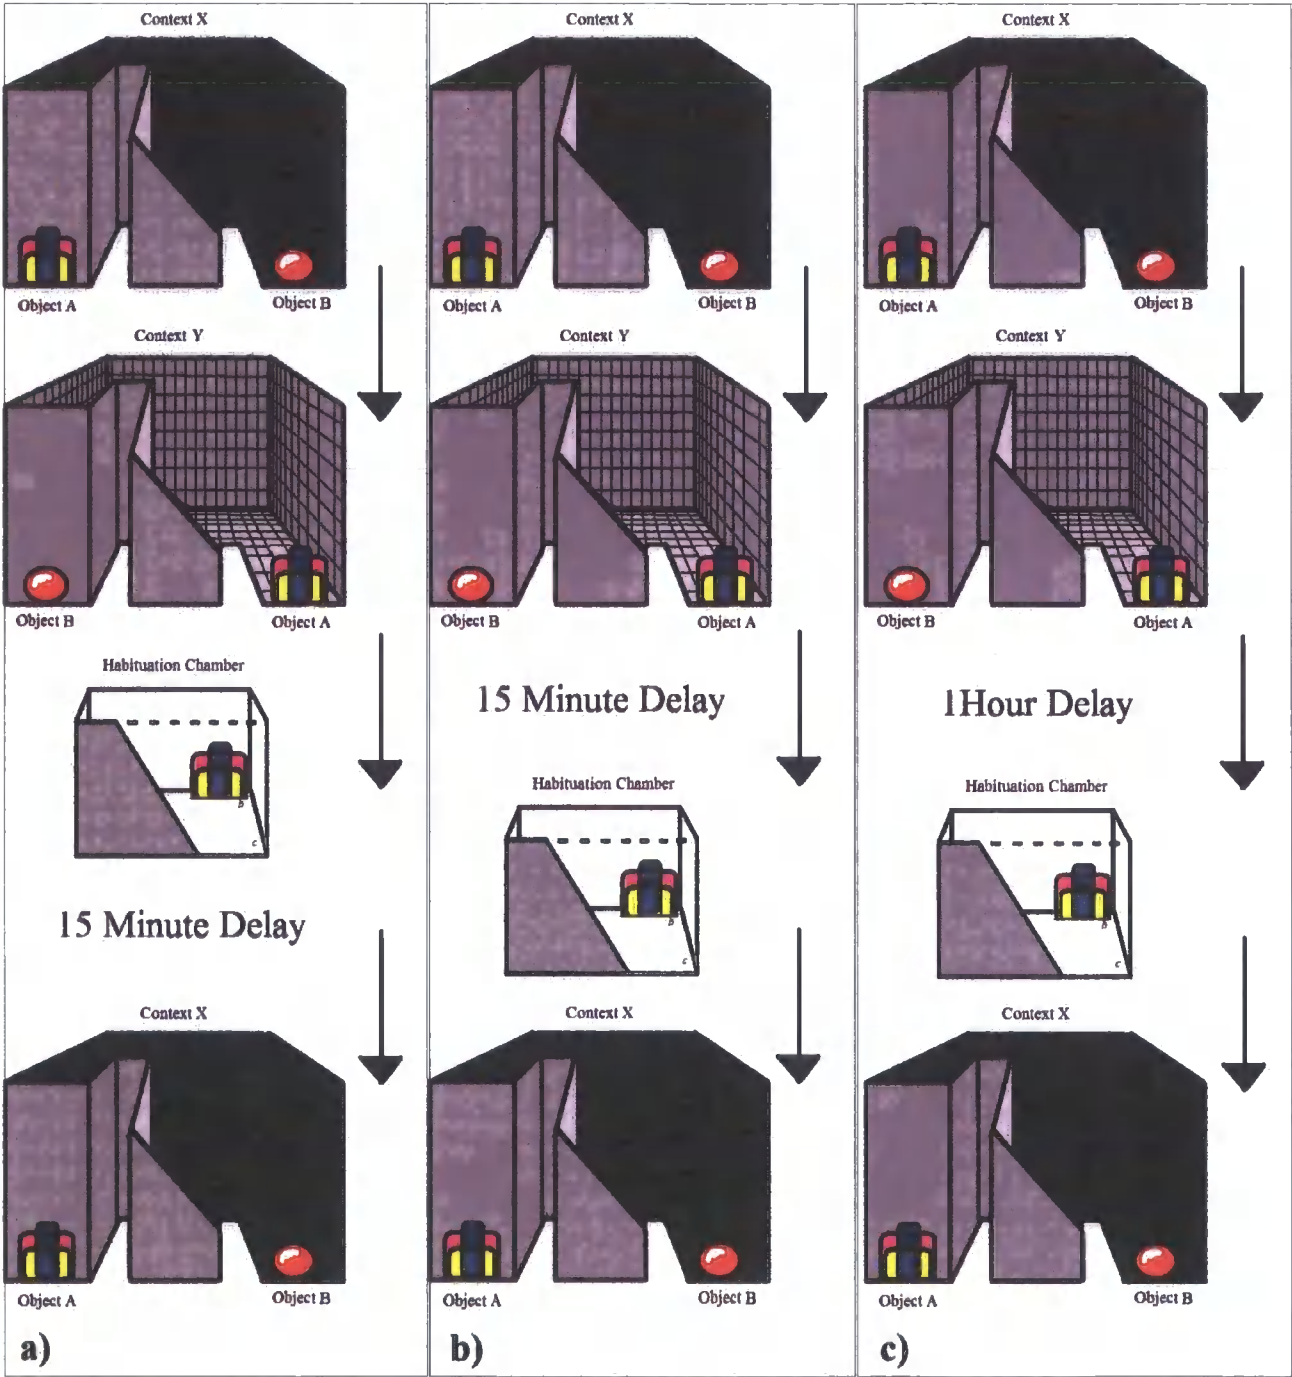 Context X
Object A
Object B
Context Y
Object B
Object A
Habituation Chamber
b
c
15 Minute Delay
Context X
Object A
Object B
a)
Context X
Object A
Object B
Context Y
Object B
Object A
15 Minute Delay
Habituation Chamber
b
c
Context X
Object A
Object B
b)
Context X
Object A
Object B
Context Y
Object B
Object A
1Hour Delay
Habituation Chamber
b
c
Context X
Object A
Object B
c)